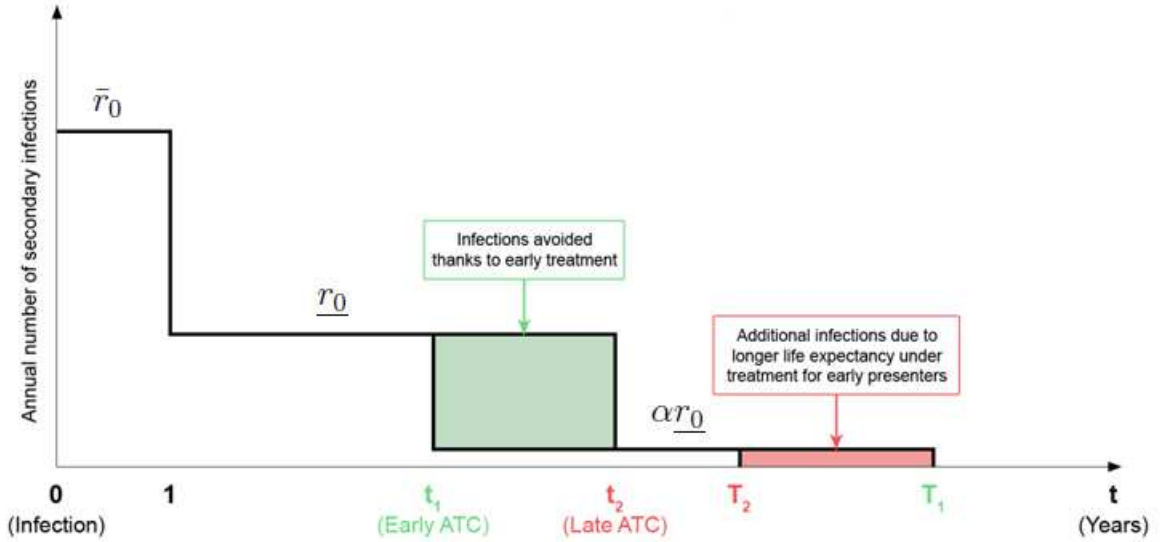 Annual number of secondary infections
r̄₀
Infections avoided
thanks to early treatment
r₀
Additional infections due to
longer life expectancy under
treatment for early presenters
αr₀
0
(Infection)
1
t₁
(Early ATC)
t₂
(Late ATC)
T₂
T₁
t
(Years)